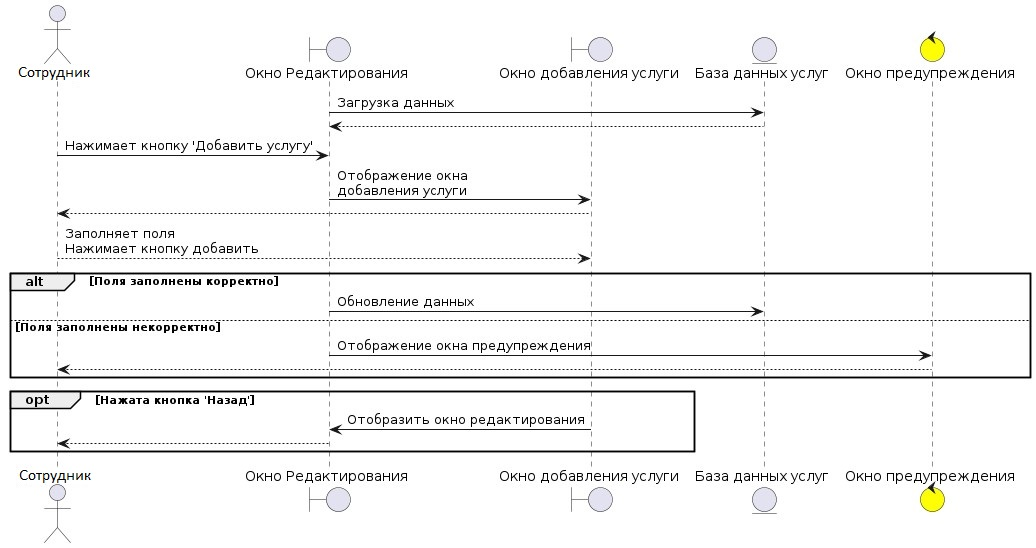 Сотрудник
Окно Редактирования
Окно добавления услуги
База данных услуг
Окно предупреждения
Загрузка данных
Нажимает кнопку 'Добавить услугу'
Отображение окна
добавления услуги
Заполняет поля
Нажимает кнопку добавить
alt
[Поля заполнены корректно]
Обновление данных
[Поля заполнены некорректно]
Отображение окна предупреждения
opt
[Нажата кнопка 'Назад']
Отобразить окно редактирования
Сотрудник
Окно Редактирования
Окно добавления услуги
База данных услуг
Окно предупреждения